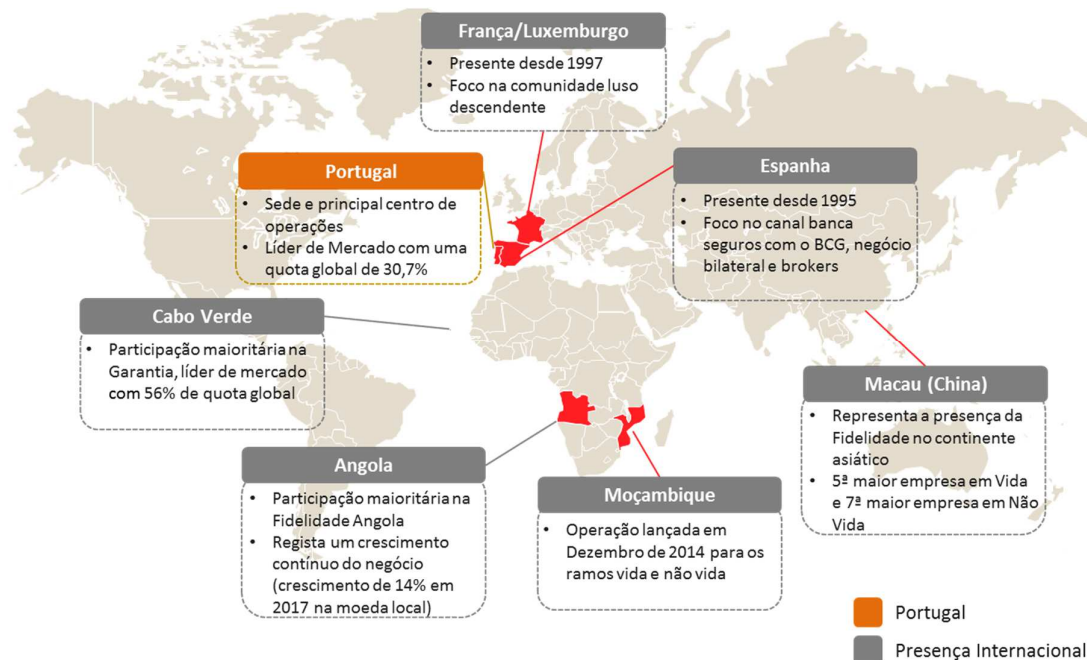 França/Luxemburgo
• Presente desde 1997
• Foco na comunidade luso
descendente
Portugal
• Sede e principal centro de
operações
• Líder de Mercado com uma
quota global de 30,7%
Espanha
• Presente desde 1995
• Foco no canal banca
seguros com o BCG, negócio
bilateral e brokers
Cabo Verde
• Participação maioritária na
Garantia, líder de mercado
com 56% de quota global
Macau (China)
• Representa a presença da
Fidelidade no continente
asiático
• 5ª maior empresa em Vida
e 7ª maior empresa em Não
Vida
Angola
• Participação maioritária na
Fidelidade Angola
• Regista um crescimento
contínuo do negócio
(crescimento de 14% em
2017 na moeda local)
Moçambique
• Operação lançada em
Dezembro de 2014 para os
ramos vida e não vida
Portugal
Presença Internacional